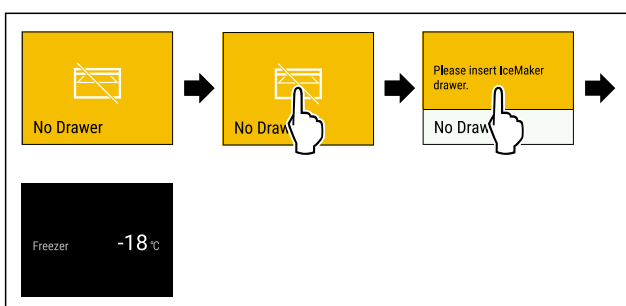 No Drawer
No Draw
Please insert IceMaker
drawer.
No Draw
Freezer -18 °C